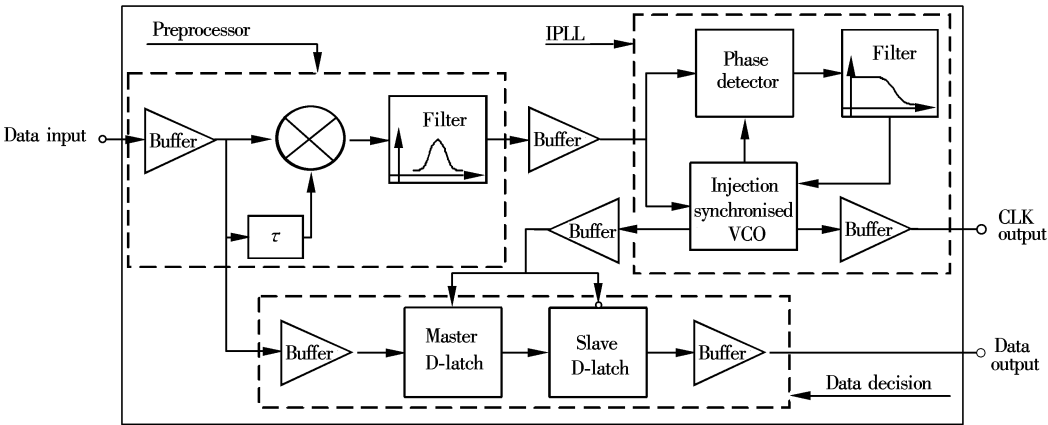 Preprocessor
IPLL
Phase
detector
Filter
Data input
Buffer
Filter
Buffer
τ
Injection
synchronised
VCO
Buffer
Buffer
CLK
output
Buffer
Master
D-latch
Slave
D-latch
Buffer
Data
output
Data decision